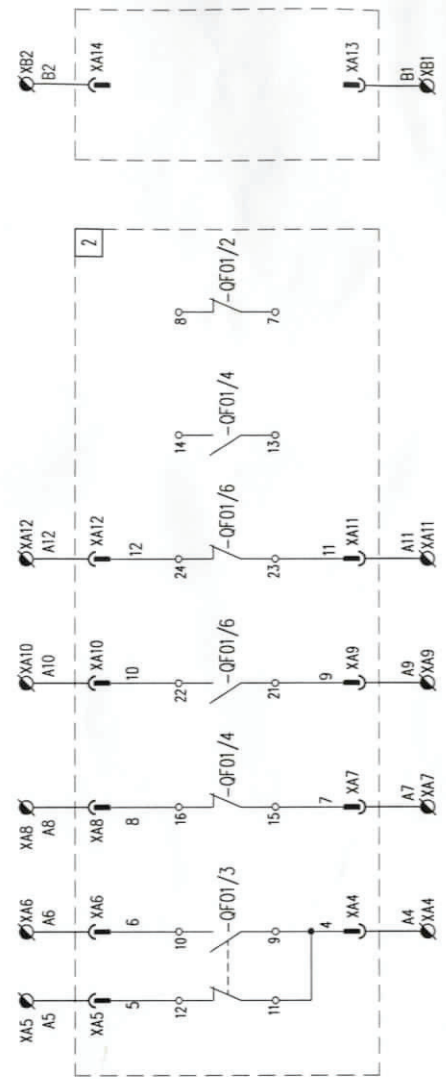 XA5
A5
XA5
5
12
11
XA6
A6
XA6
6
10
-QF01/3
9
4
XA4
A4
XA4
XA8
A8
XA8
8
16
-QF01/4
15
7
XA7
A7
XA7
XA10
A10
XA10
10
22
-QF01/6
21
9
XA9
A9
XA9
XA12
A12
XA12
12
24
-QF01/6
23
11
XA11
A11
XA11
14
-QF01/4
13
2
8
-QF01/2
7
XB2
B2
XA14
XA13
B1
XB1